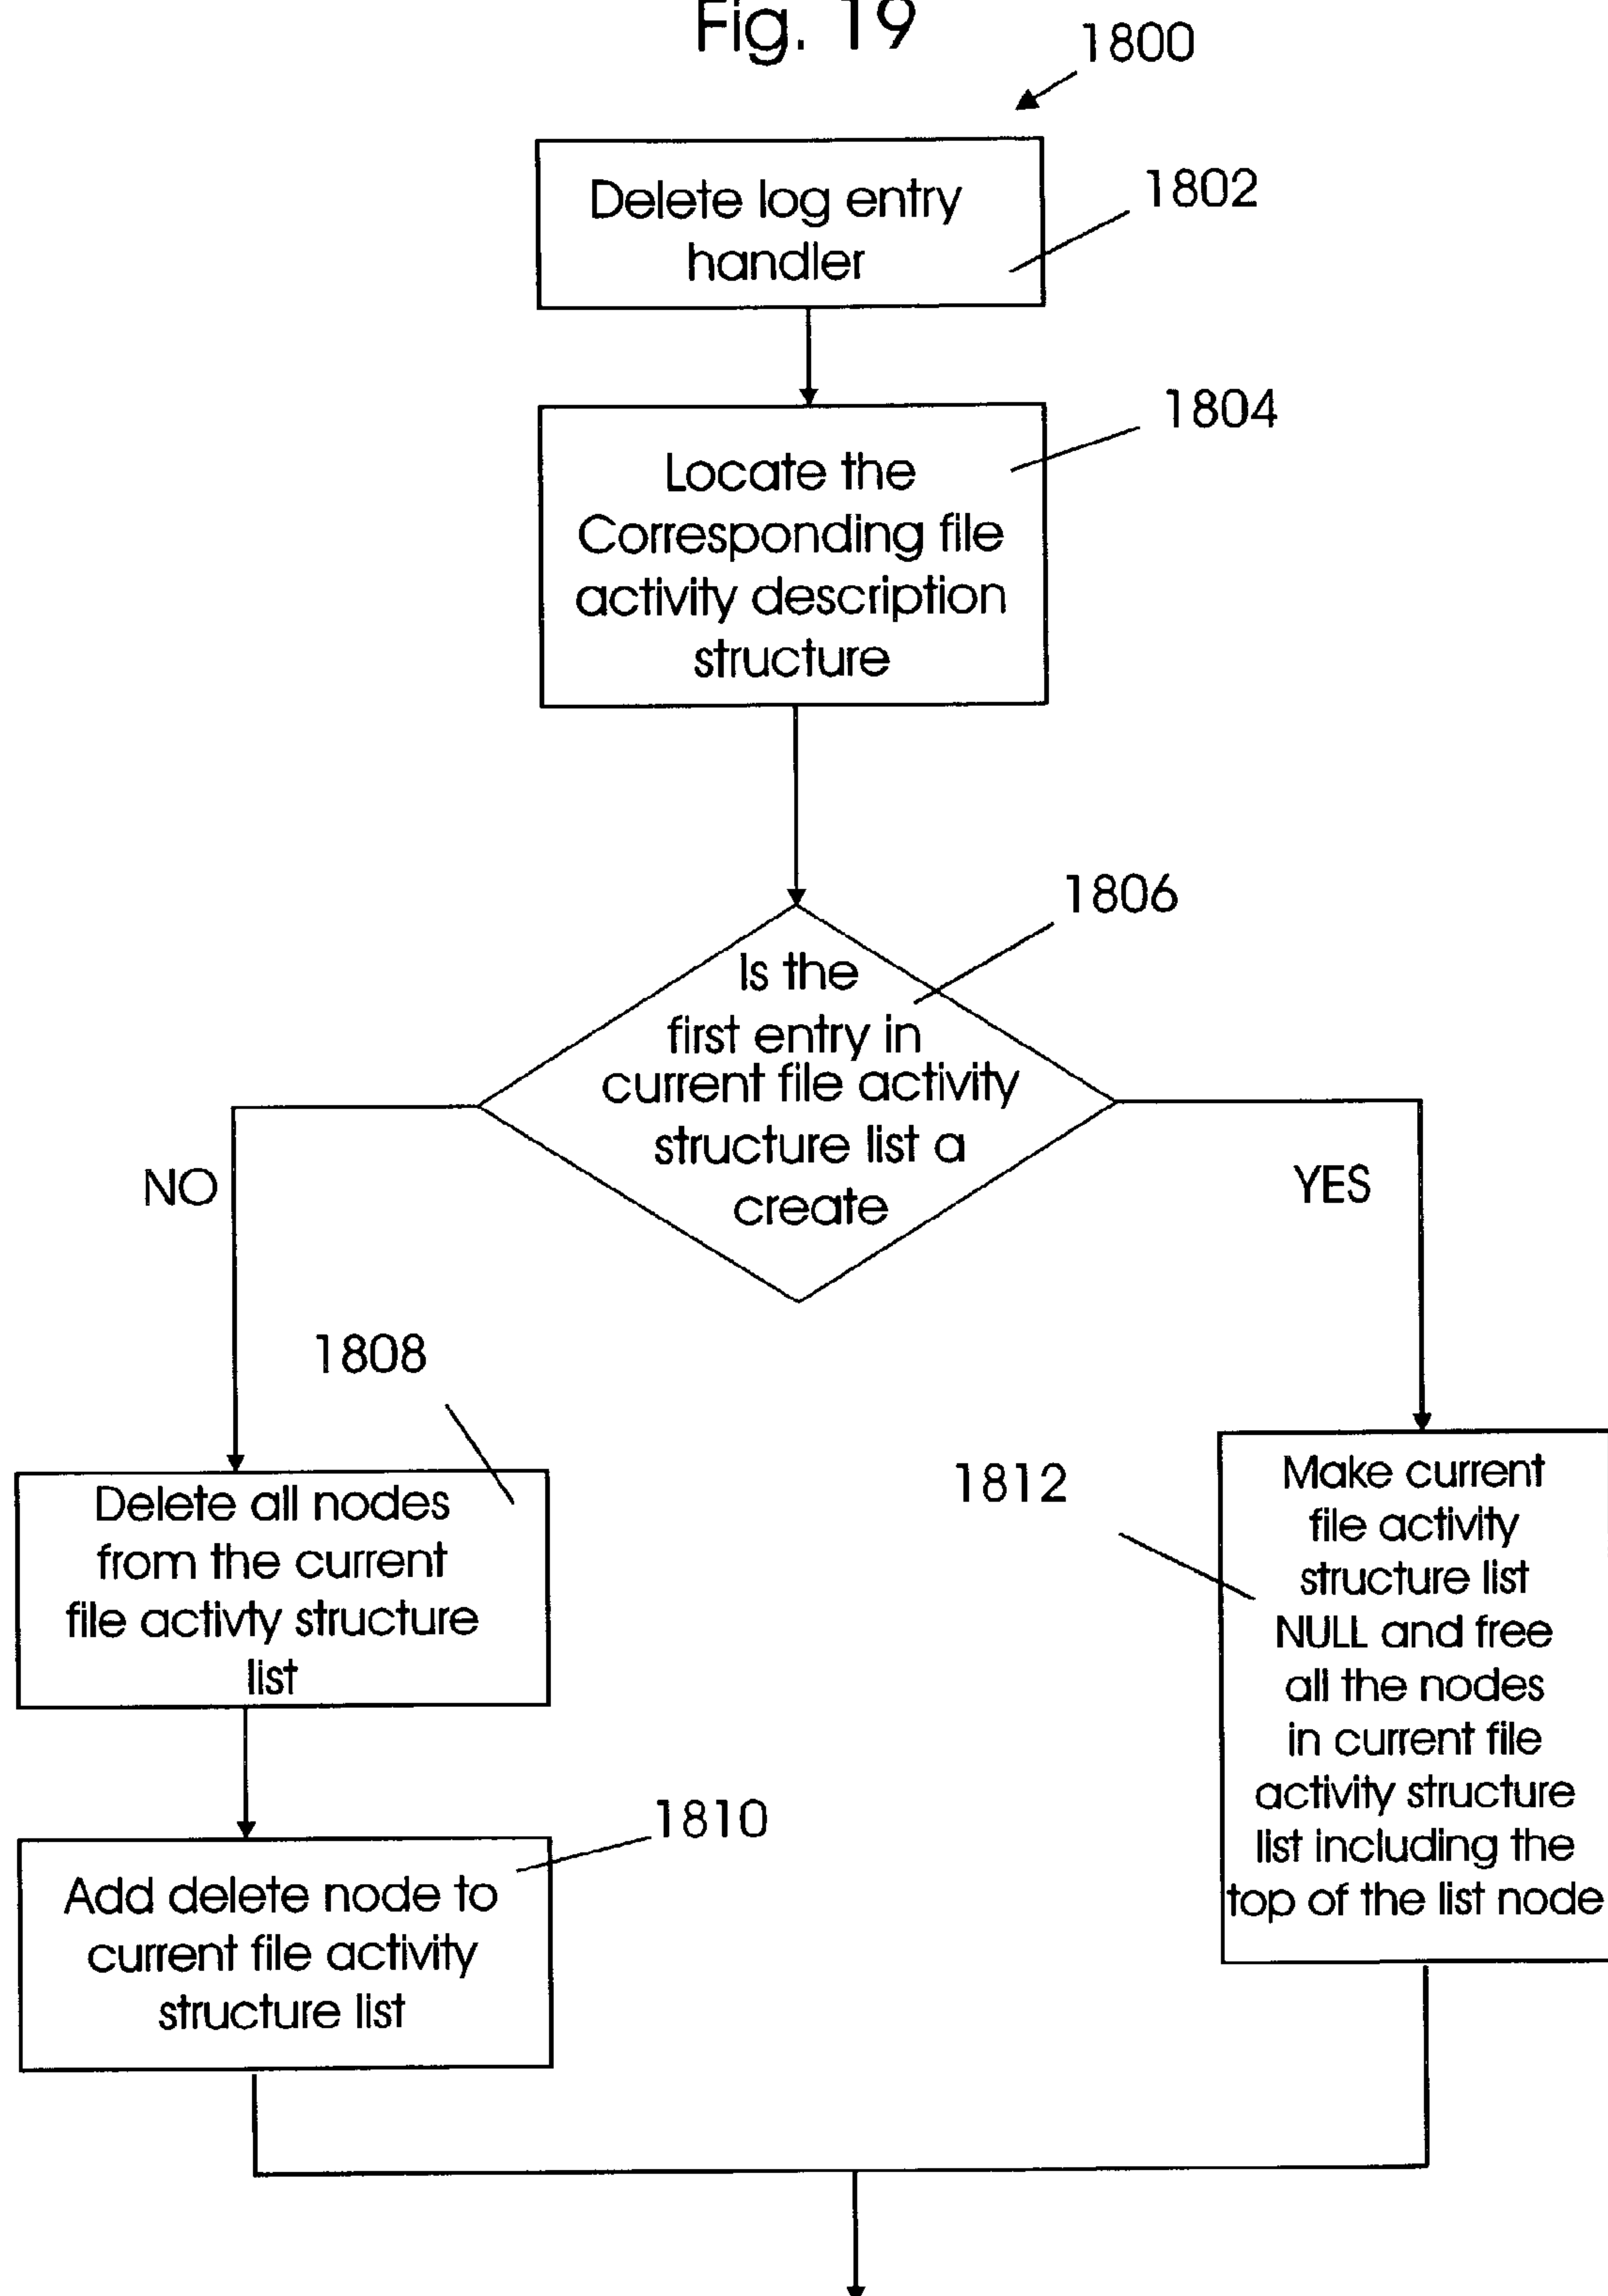 Fig. 19
1800
Delete log entry
handler
1802
Locate the
Corresponding file
activity description
structure
1804
Is the
first entry in
current file activity
structure list a
create
1806
NO
YES
1808
Delete all nodes
from the current
file activty structure
list
1812
Make current
file activity
structure list
NULL and free
all the nodes
in current file
activity structure
list including the
top of the list node
1810
Add delete node to
current file activity
structure list